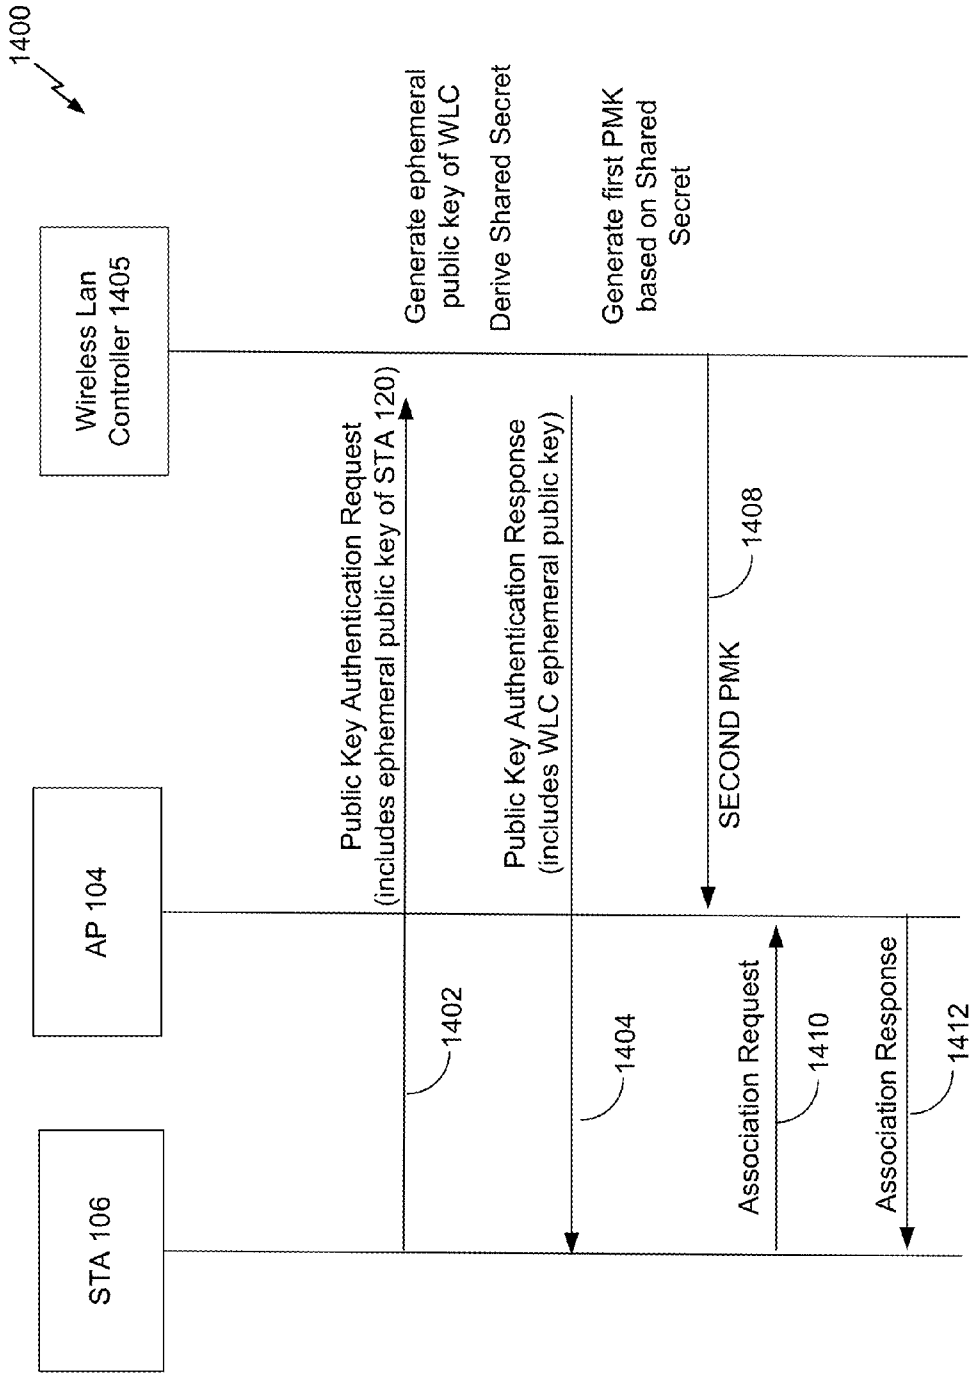 1400
STA 106
AP 104
Wireless Lan
Controller 1405
Public Key Authentication Request
(includes ephemeral public key of STA 120)
1402
Generate ephemeral
public key of WLC
Derive Shared Secret
Public Key Authentication Response
(includes WLC ephemeral public key)
1404
Generate first PMK
based on Shared
Secret
SECOND PMK
1408
Association Request
1410
Association Response
1412